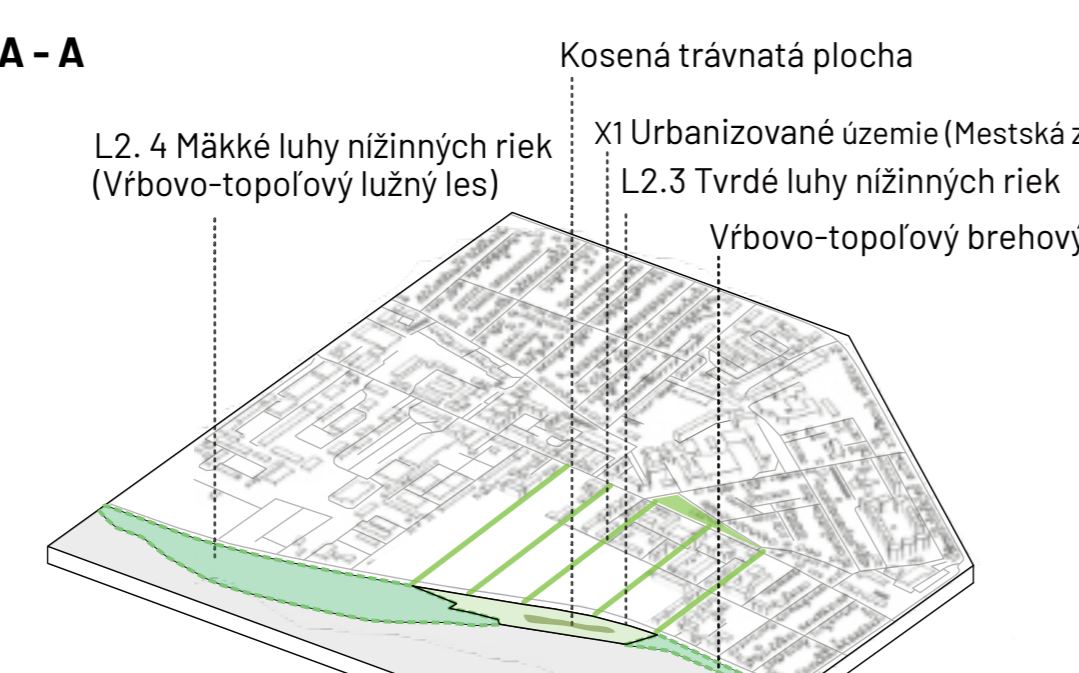 A - A
Kosená trávnatá plocha
X1 Urbanizované územie (Mestská
L2. 4 Mäkké luhy nížinných riek
(Vŕbovo-topoľový lužný les)
L2.3 Tvrdé luhy nížinných riek
Vŕbovo-topoľový brehový